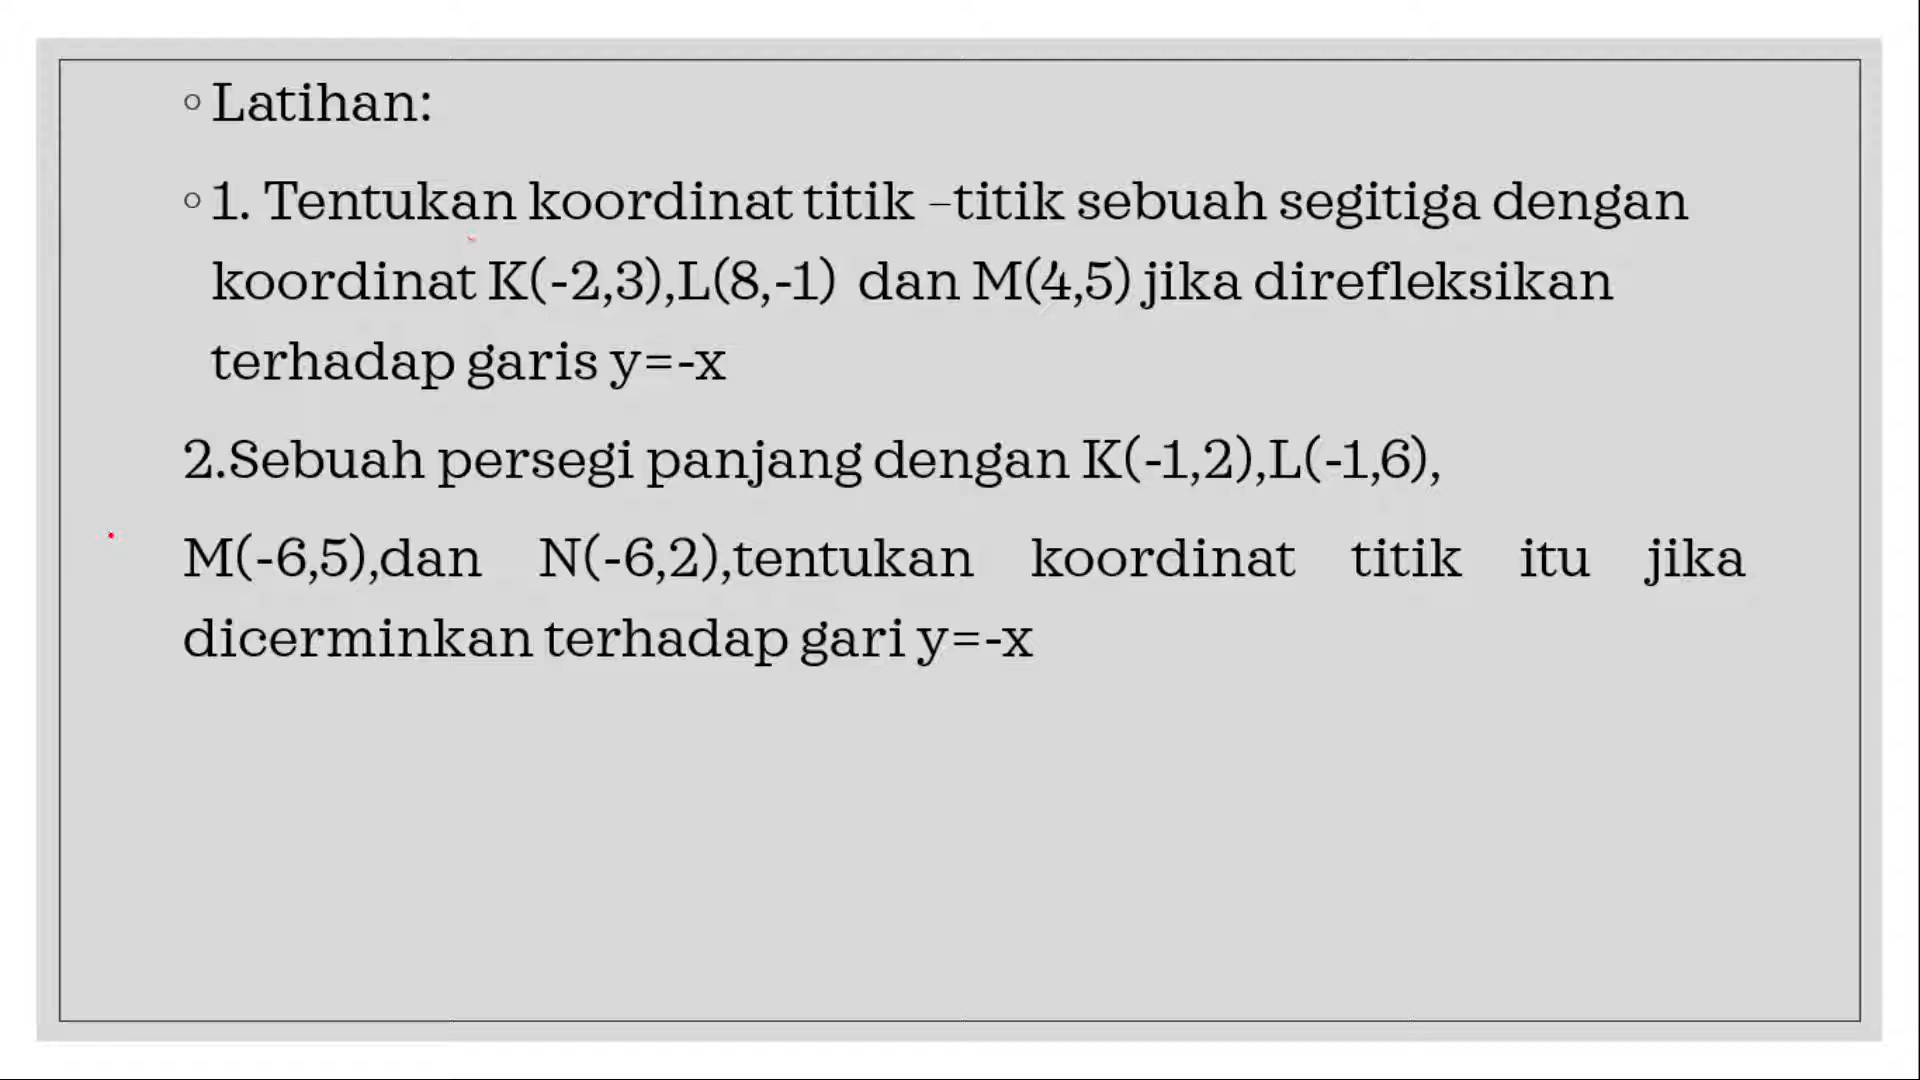 Latihan:
1. Tentukan koordinat titik –titik sebuah segitiga dengan
koordinat K(-2,3),L(8,-1) dan M(4,5) jika direfleksikan
terhadap garis y=-x
2.Sebuah persegi panjang dengan K(-1,2),L(-1,6),
M(-6,5),dan N(-6,2),tentukan koordinat titik itu jika
dicerminkan terhadap gari y=-x